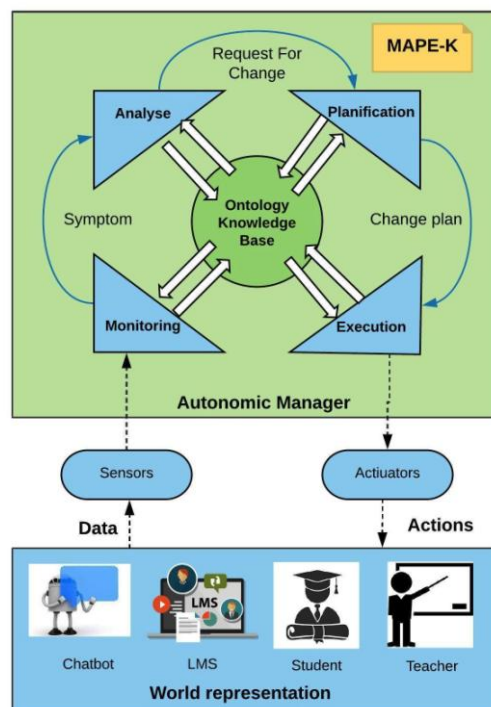 MAPE-K
Request For
Change
Analyse
Planification
Ontology
Knowledge
Base
Symptom
Change plan
Monitoring
Execution
Autonomic Manager
Sensors
Actiuators
Data
Actions
LMS
Chatbot
LMS
Student
Teacher
World representation